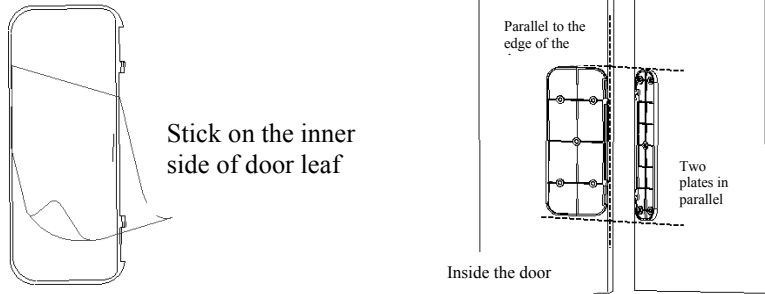 Stick on the inner
side of door leaf
Parallel to the
edge of the
Two
plates in
parallel
Inside the door